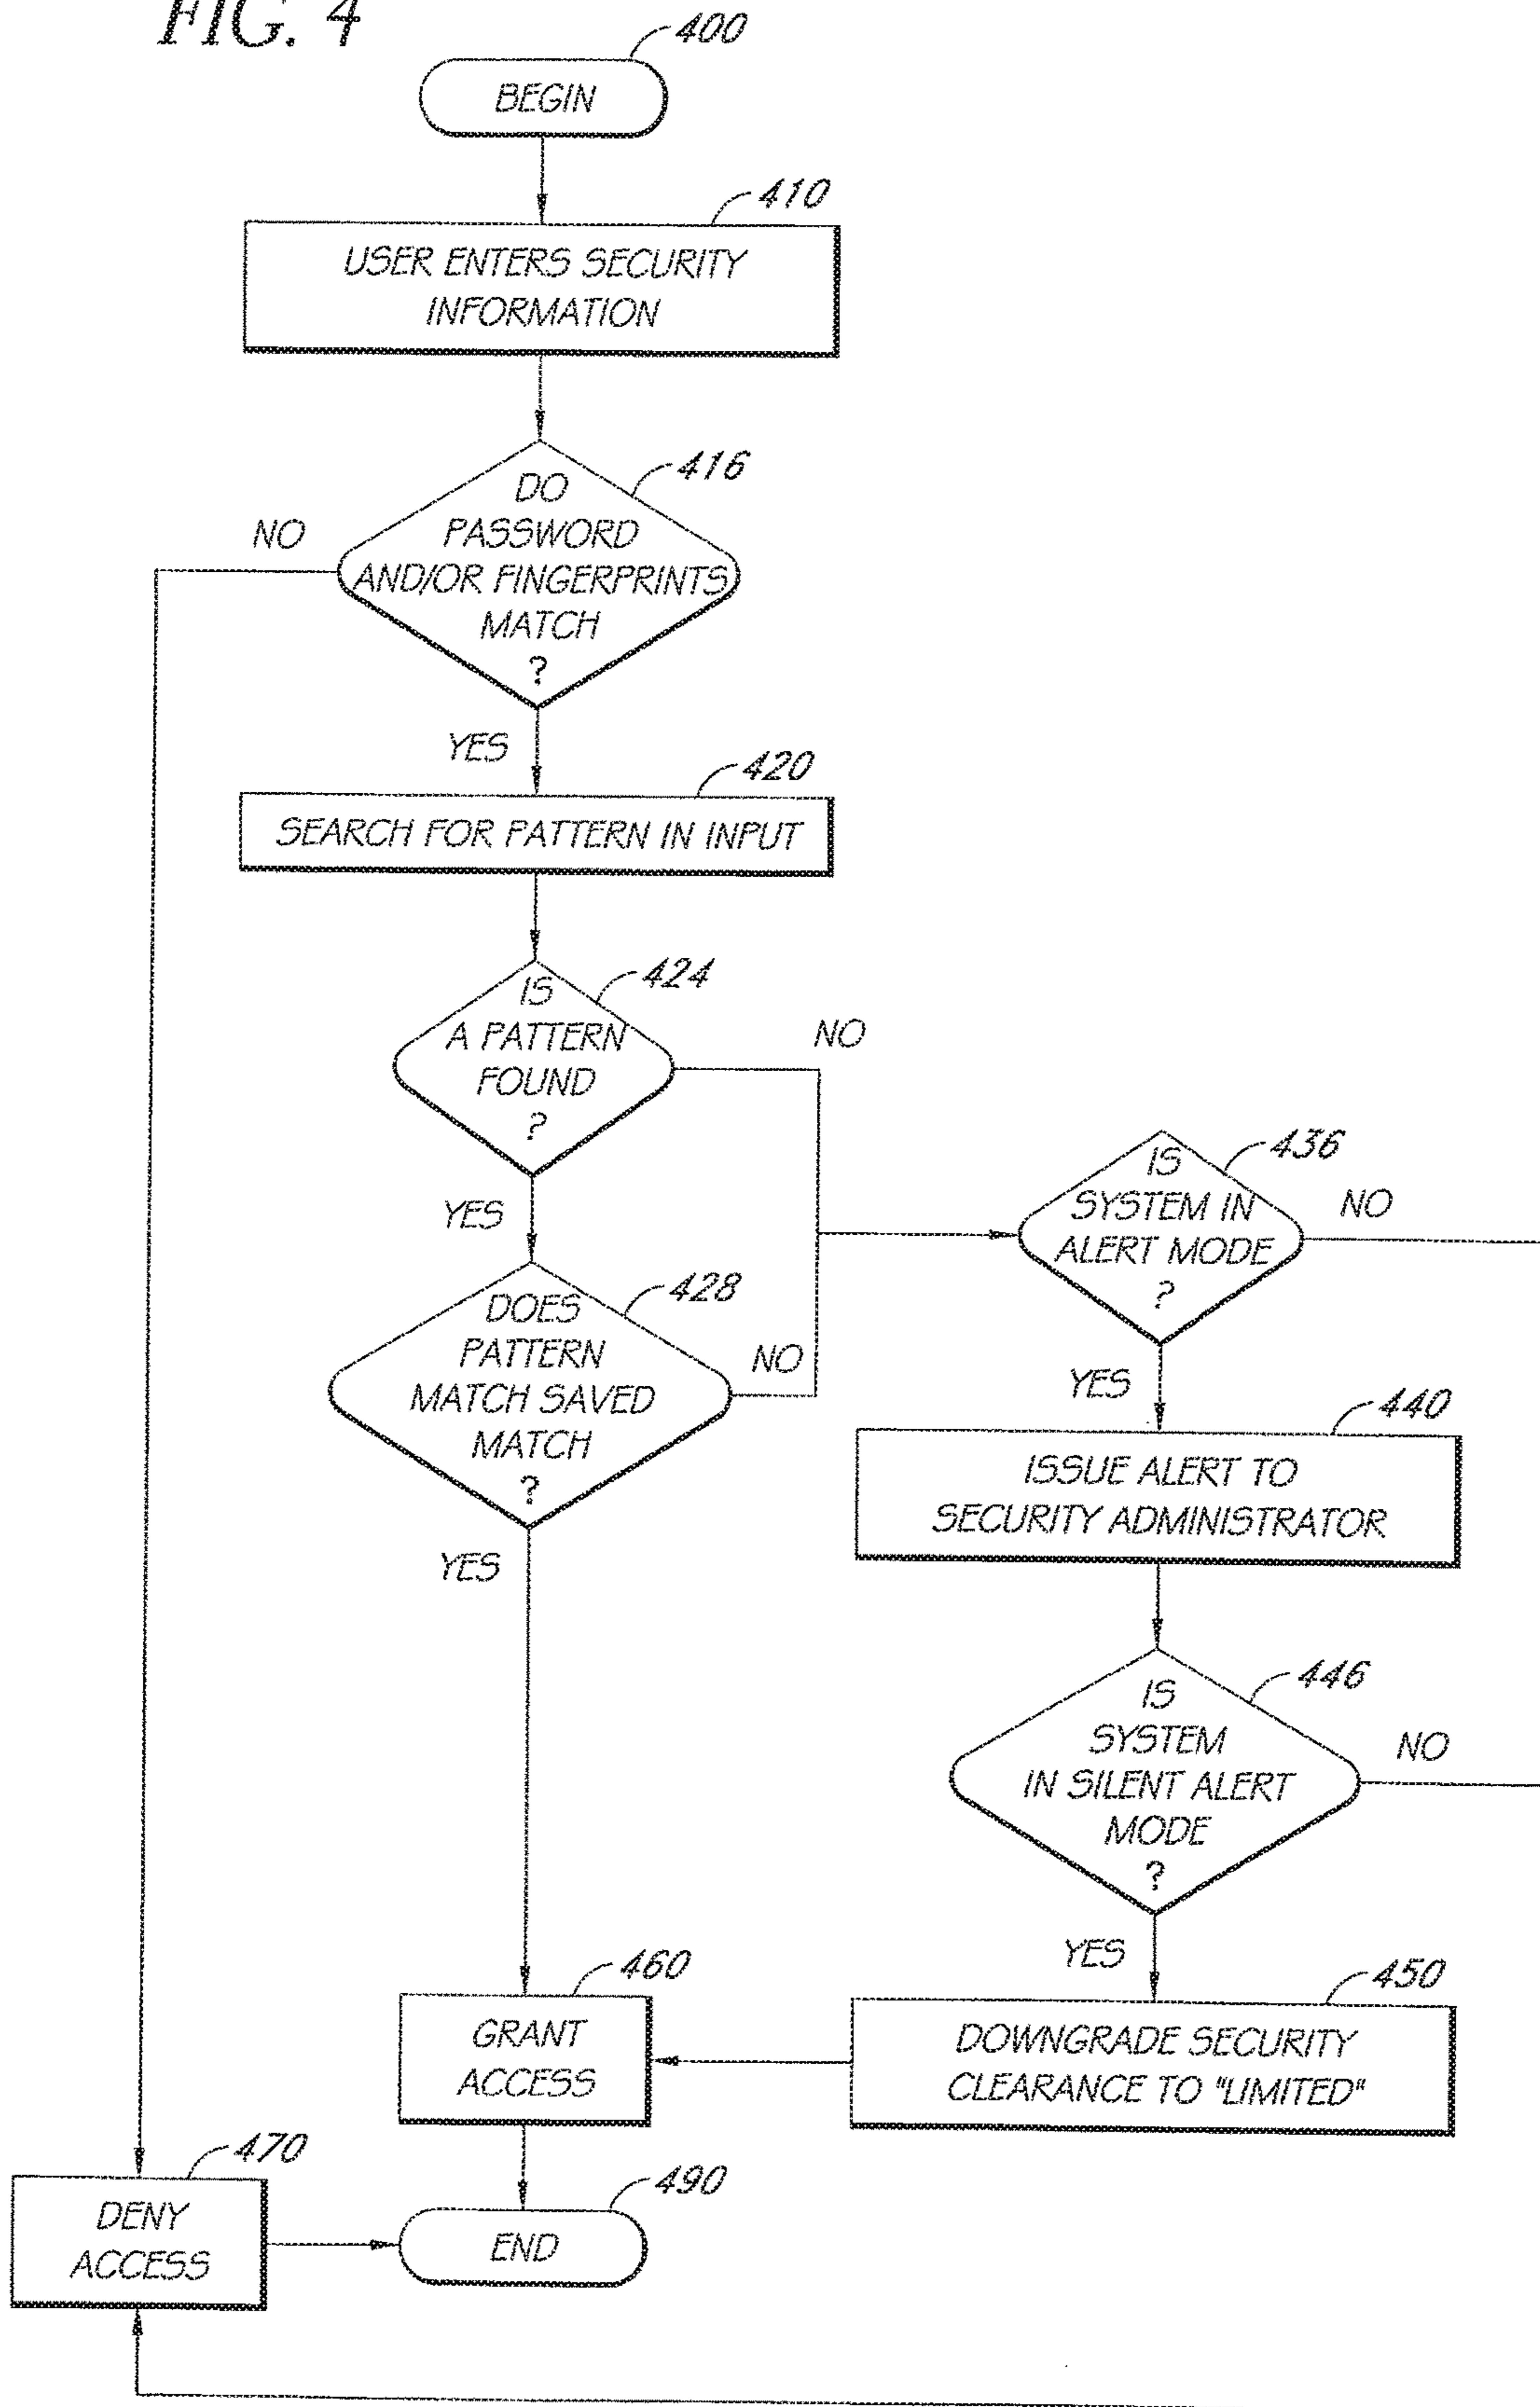 FIG. 4
400
BEGIN
410
USER ENTERS SECURITY
INFORMATION
416
DO
PASSWORD
AND/OR FINGERPRINTS
MATCH
?
NO
YES
420
SEARCH FOR PATTERN IN INPUT
424
IS
A PATTERN
FOUND
?
NO
YES
428
DOES
PATTERN
MATCH SAVED
MATCH
?
NO
YES
436
IS
SYSTEM IN
ALERT MODE
?
NO
YES
440
ISSUE ALERT TO
SECURITY ADMINISTRATOR
446
IS
SYSTEM
IN SILENT ALERT
MODE
?
NO
YES
450
DOWNGRADE SECURITY
CLEARANCE TO "LIMITED"
460
GRANT
ACCESS
470
DENY
ACCESS
490
END